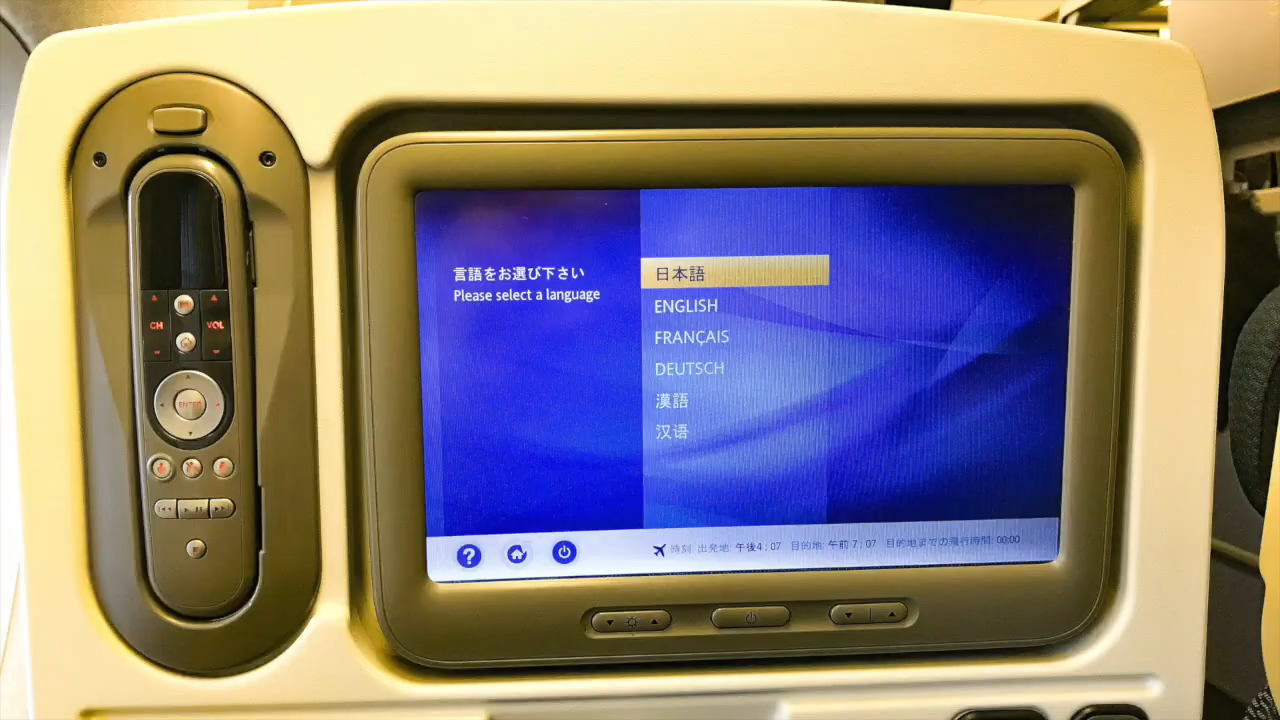 言語をお選び下さい
Please select a language
日本語
ENGLISH
FRANÇAIS
DEUTSCH
漢語
汉语
時刻: 出発地: 午後4 : 07 目的地: 午前 7 : 07 目的地までの飛行時間: 00:00
?
CH
VOL
ENTER